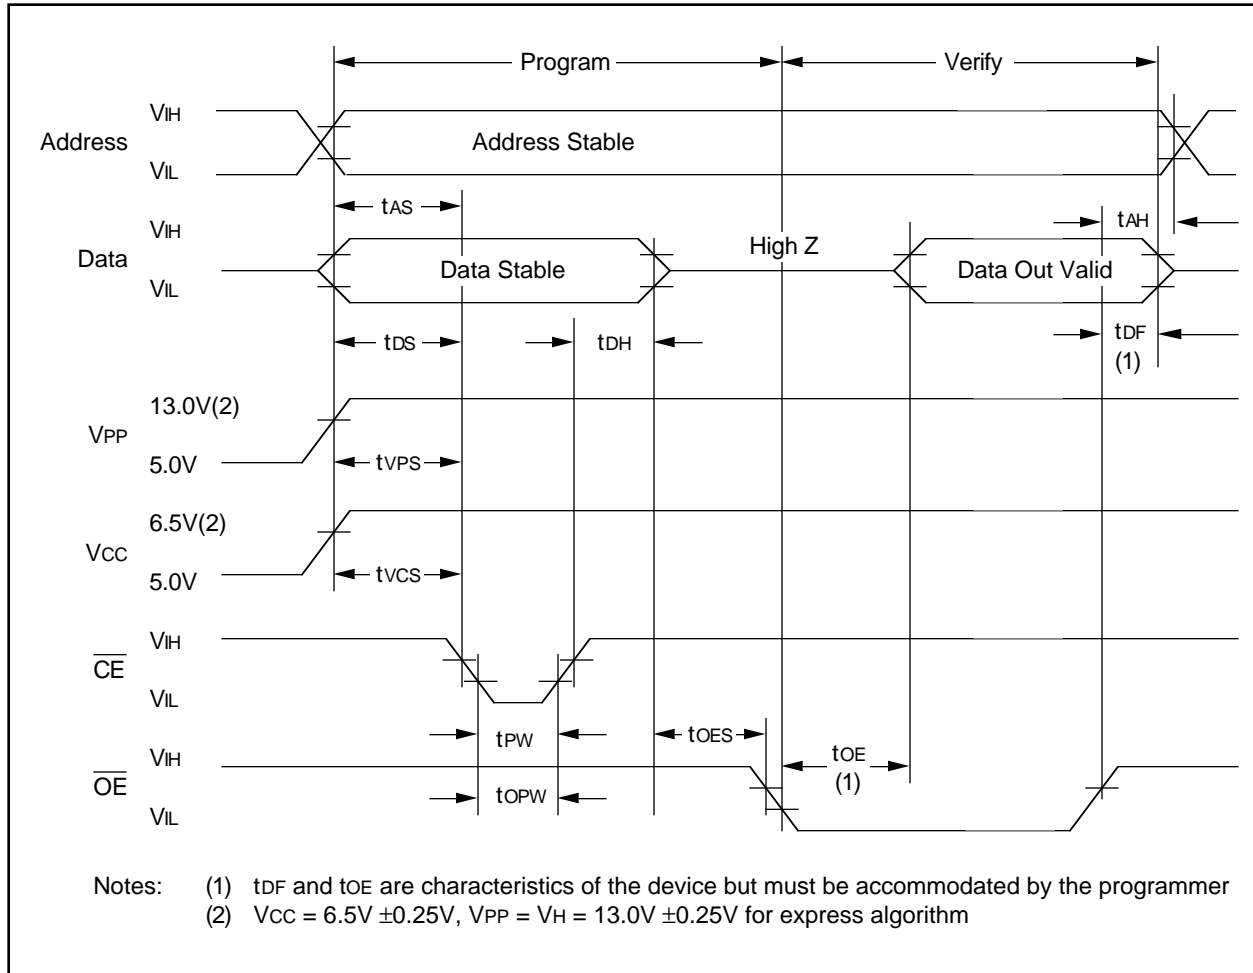 Program
Verify
Address
VIH
VIL
Address Stable
tAS
tAH
Data
VIH
VIL
Data Stable
High Z
Data Out Valid
tDS
tDH
tDF
(1)
VPP
13.0V(2)
5.0V
tVPS
VCC
6.5V(2)
5.0V
tVCS
CE
VIH
VIL
tPW
tOES
tOE
(1)
OE
VIH
VIL
tOPW
Notes: (1) tDF and tOE are characteristics of the device but must be accommodated by the programmer
(2) VCC = 6.5V ±0.25V, VPP = VH = 13.0V ±0.25V for express algorithm